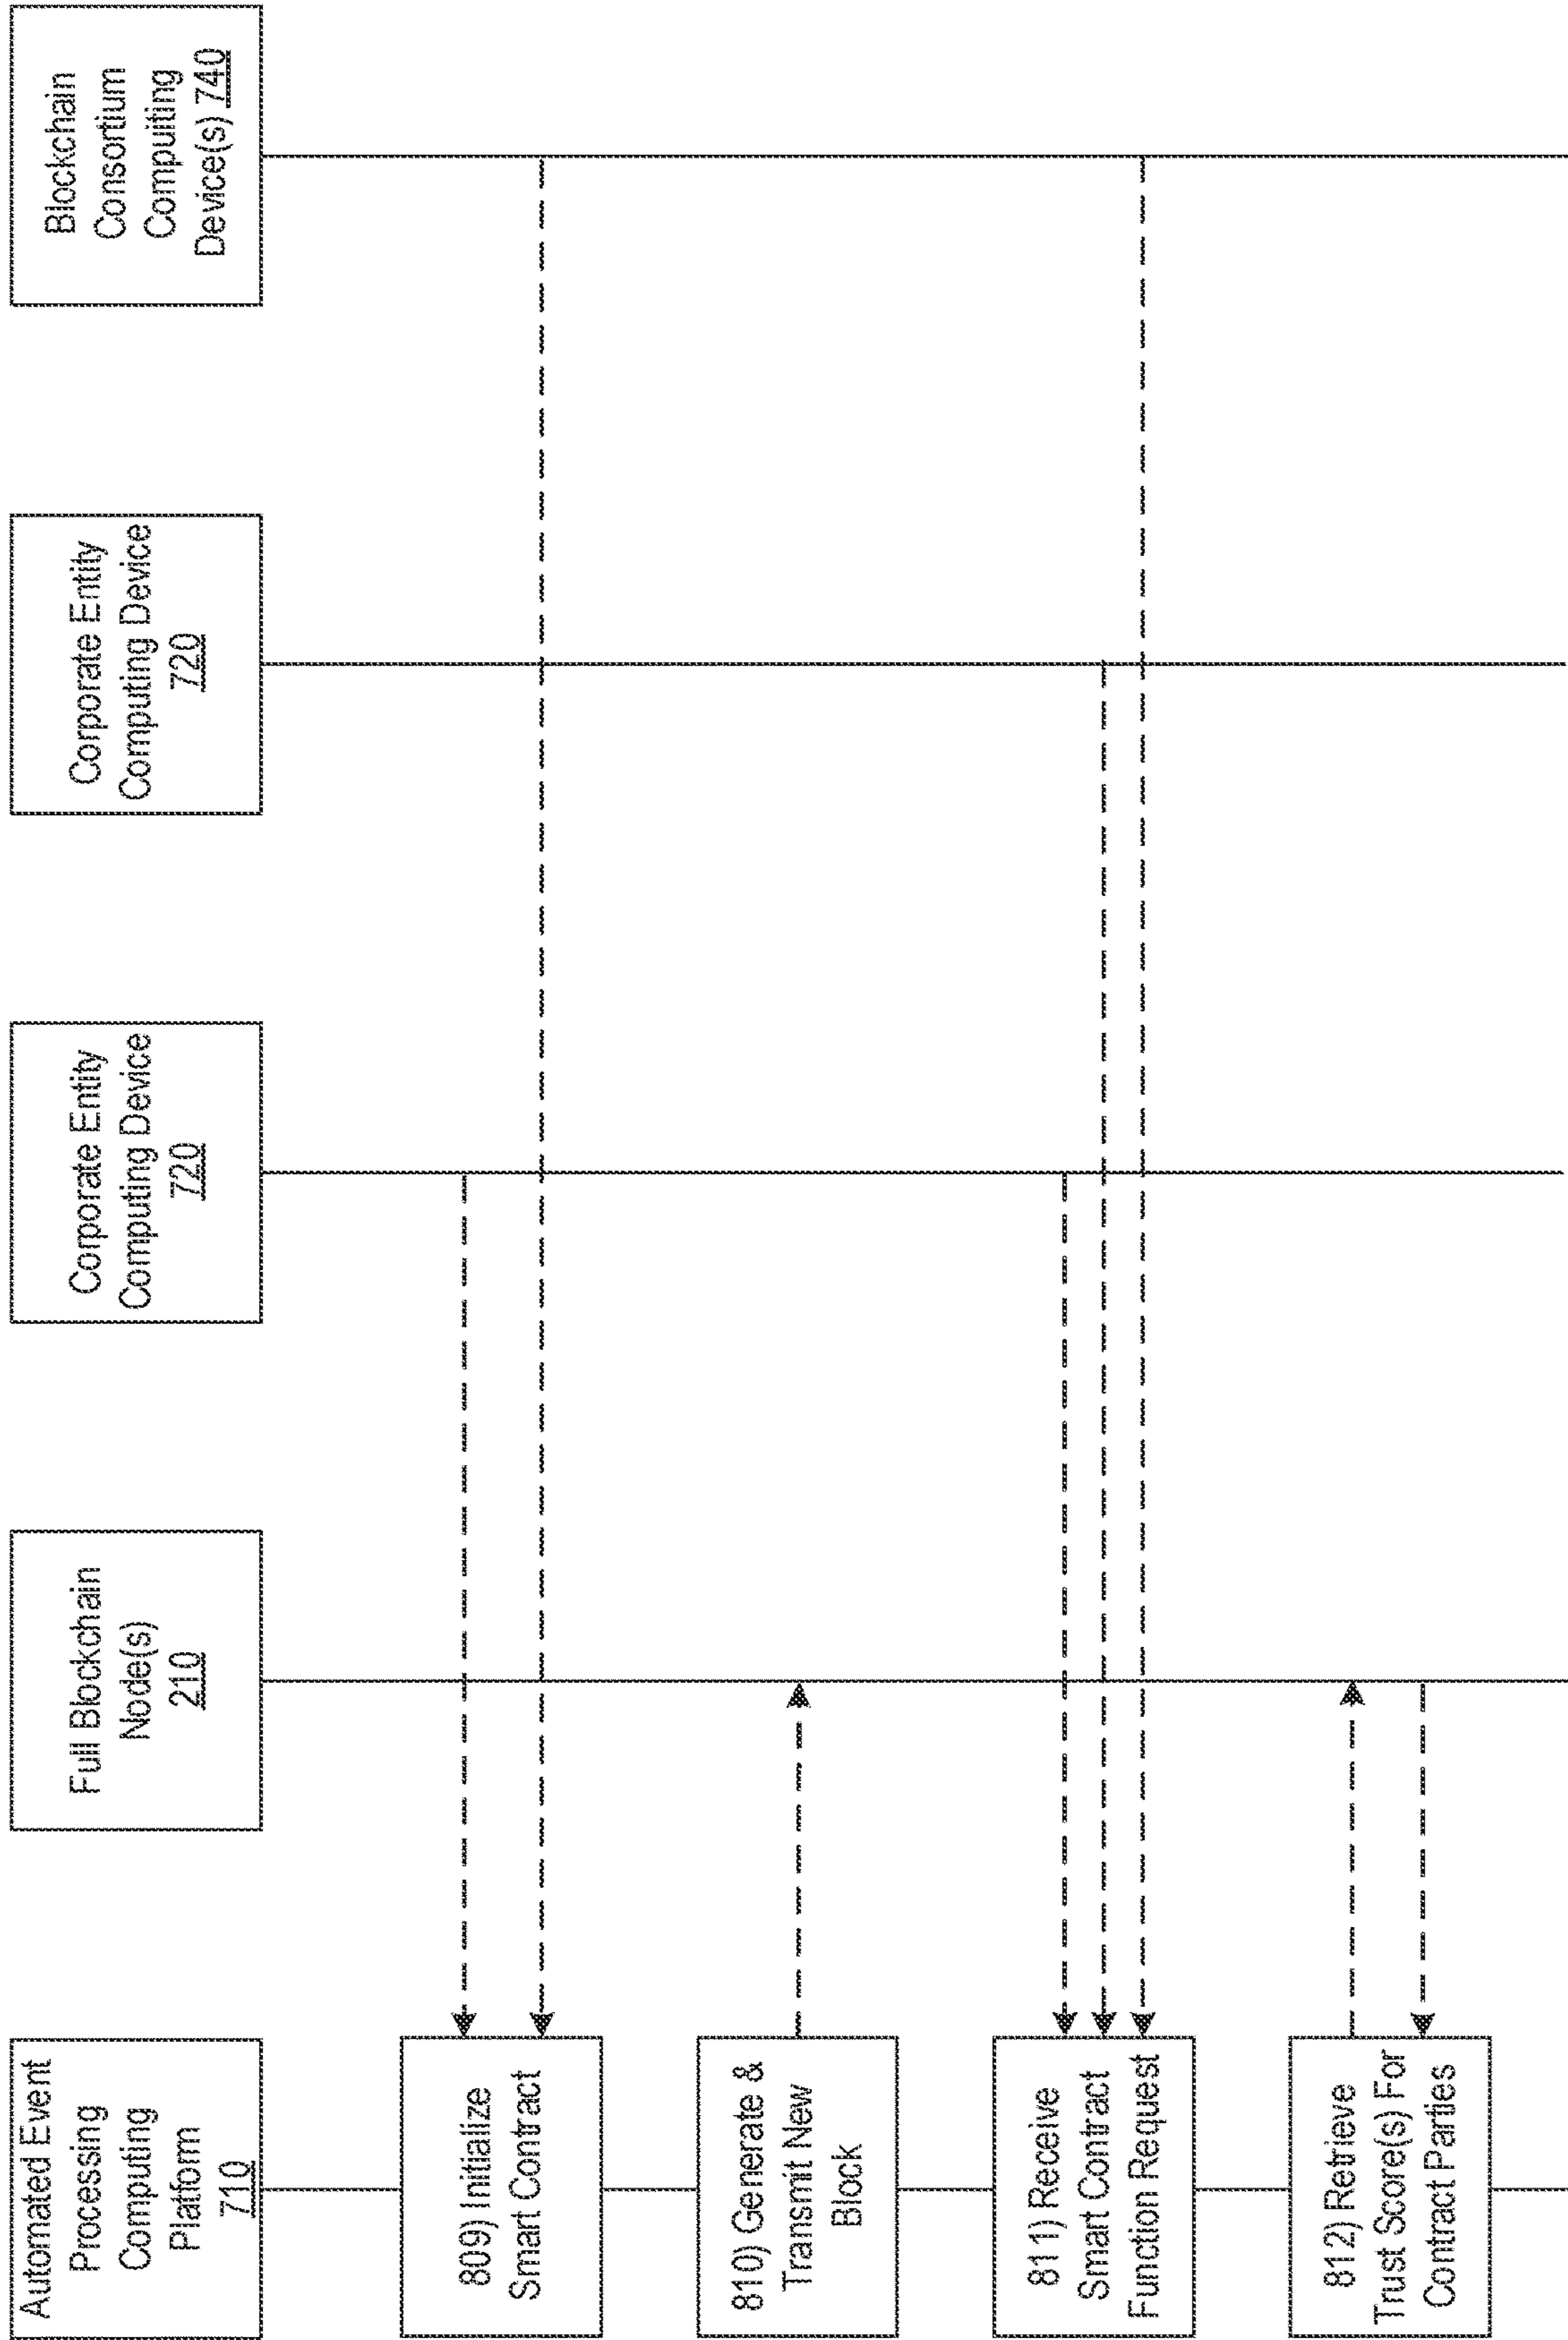 Automated Event
Processing
Computing
Platform
710
Full Blockchain
Node(s)
210
Corporate Entity
Computing Device
720
Corporate Entity
Computing Device
720
Blockchain
Consortium
Compuiting
Device(s) 740
809) Initialize
Smart Contract
810) Generate &
Transmit New
Block
811) Receive
Smart Contract
Function Request
812) Retrieve
Trust Score(s) For
Contract Parties